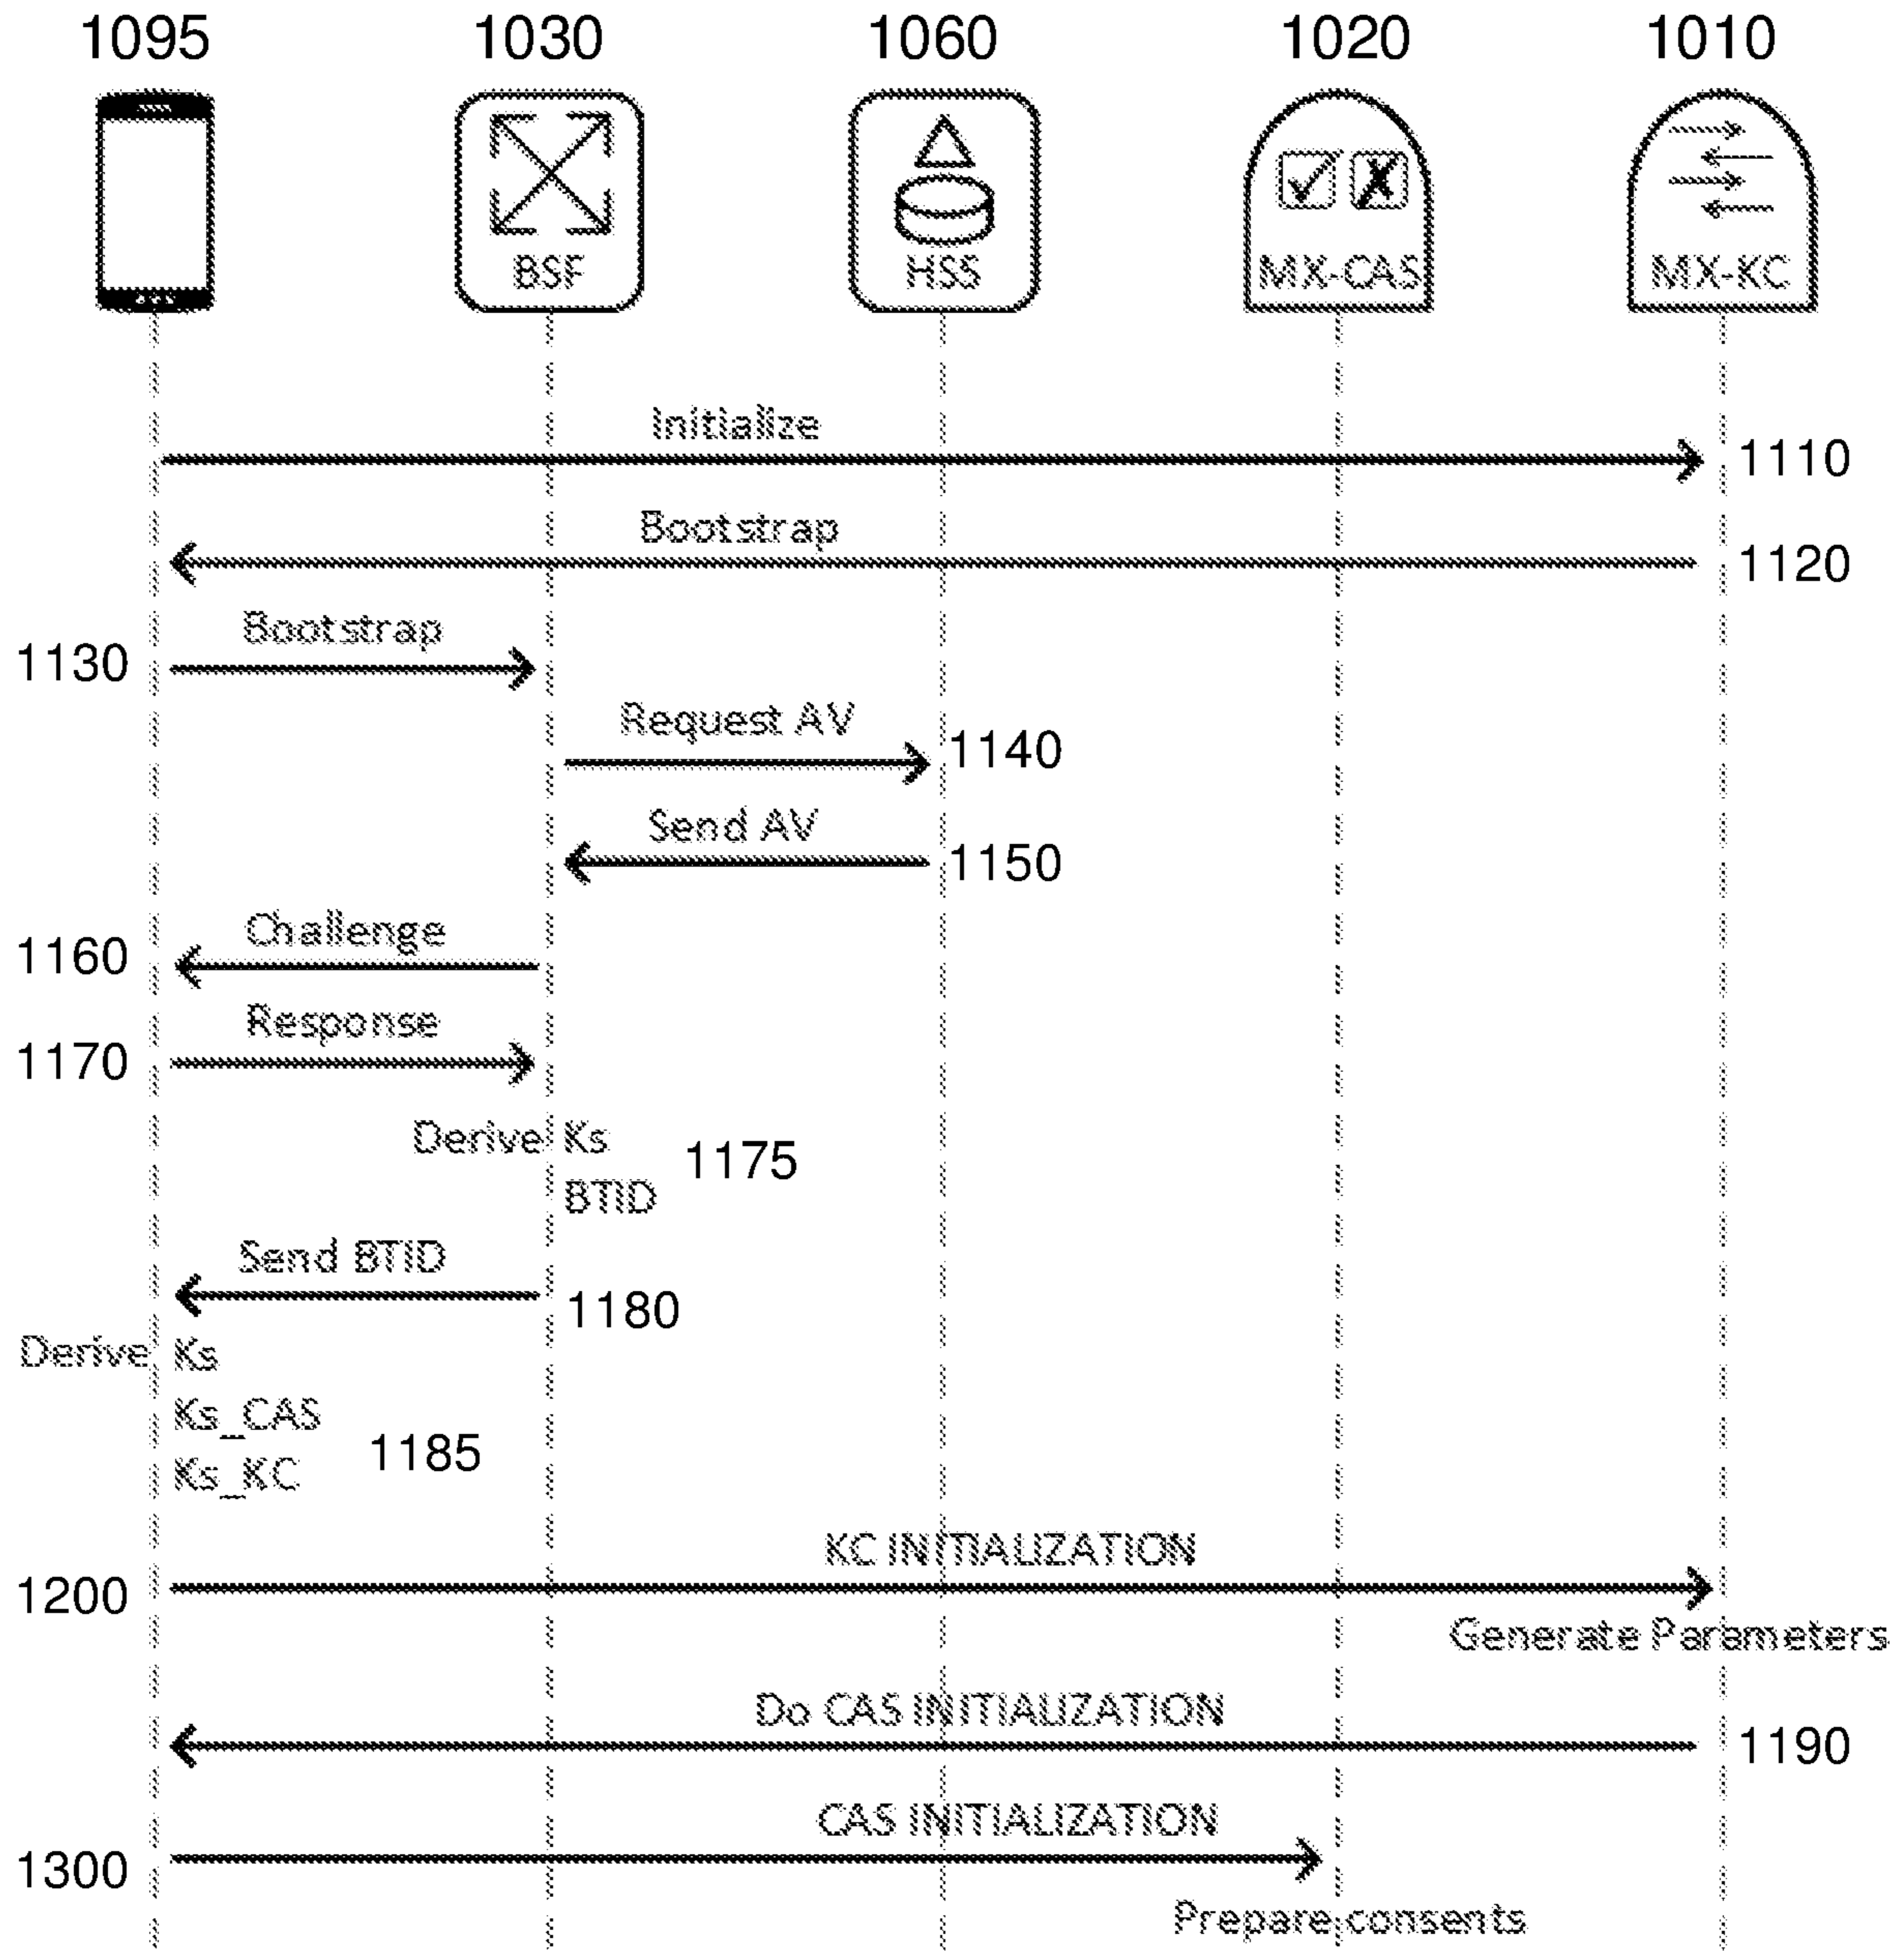 1095 1030 1060 1020 1010
BSF HSS MX-CAS MX-KC
Initialize
1110
Bootstrap
1120
Bootstrap
1130
Request AV
1140
Send AV
1150
Challenge
1160
Response
1170
Derive Ks
1175
BTID
Send BTID
1180
Derive Ks
Ks_CAS
1185
Ks_KC
KC INITIALIZATION
1200
Generate Parameters
Do CAS INITIALIZATION
1190
CAS INITIALIZATION
1300
Prepare consents